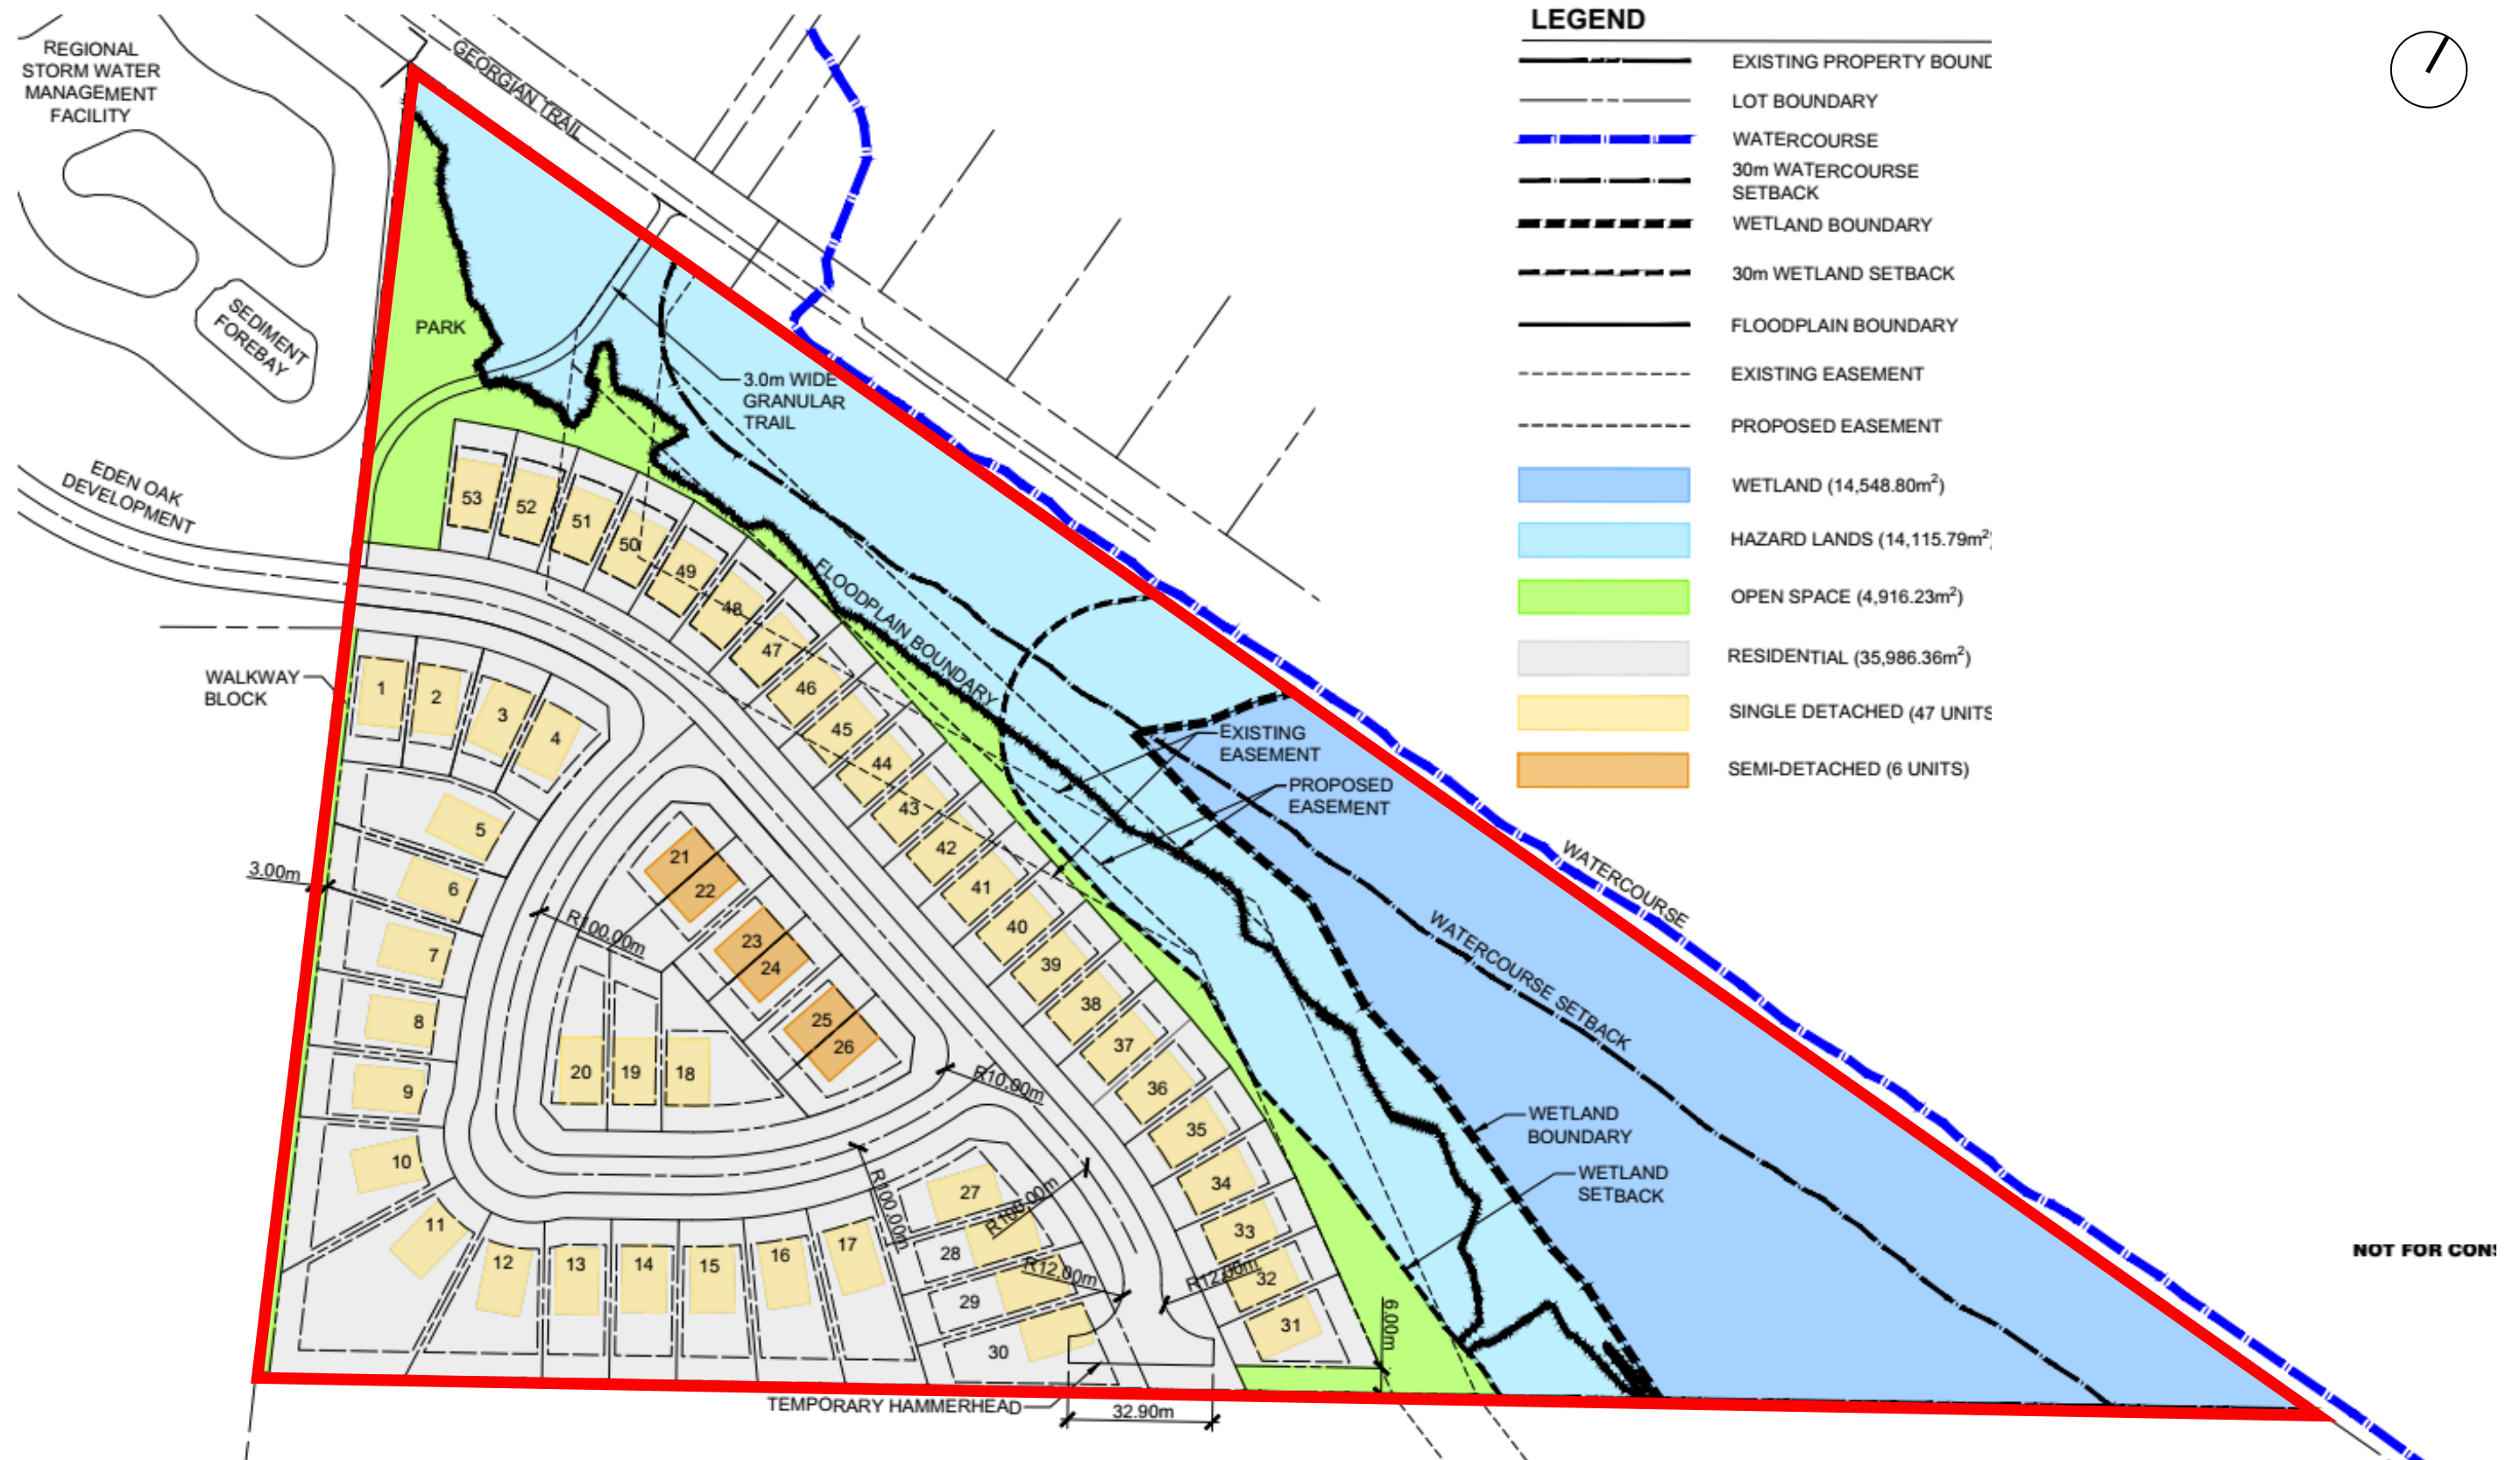 REGIONAL
STORM WATER
MANAGEMENT
FACILITY
GEORGIAN TRAIL
SEDIMENT
FOREBAY
PARK
3.0m WIDE
GRANULAR
TRAIL
EDEN OAK
DEVELOPMENT
WALKWAY
BLOCK
3.00m
FLOODPLAIN BOUNDARY
EXISTING
EASEMENT
PROPOSED
EASEMENT
WATERCOURSE
WATERCOURSE SETBACK
WETLAND
BOUNDARY
WETLAND
SETBACK
53
52
51
50
49
48
47
46
45
44
43
42
41
40
39
38
37
36
35
34
33
32
31
1
2
3
4
5
6
7
8
9
10
11
12
13
14
15
16
17
18
19
20
21
22
23
24
25
26
27
28
29
30
R100.00m
R10.00m
R100.00m
R100.00m
R12.00m
R12.00m
6.00m
TEMPORARY HAMMERHEAD
32.90m
LEGEND
EXISTING PROPERTY BOUND
LOT BOUNDARY
WATERCOURSE
30m WATERCOURSE
SETBACK
WETLAND BOUNDARY
30m WETLAND SETBACK
FLOODPLAIN BOUNDARY
EXISTING EASEMENT
PROPOSED EASEMENT
WETLAND (14,548.80m²)
HAZARD LANDS (14,115.79m²)
OPEN SPACE (4,916.23m²)
RESIDENTIAL (35,986.36m²)
SINGLE DETACHED (47 UNITS
SEMI-DETACHED (6 UNITS)
NOT FOR CONS